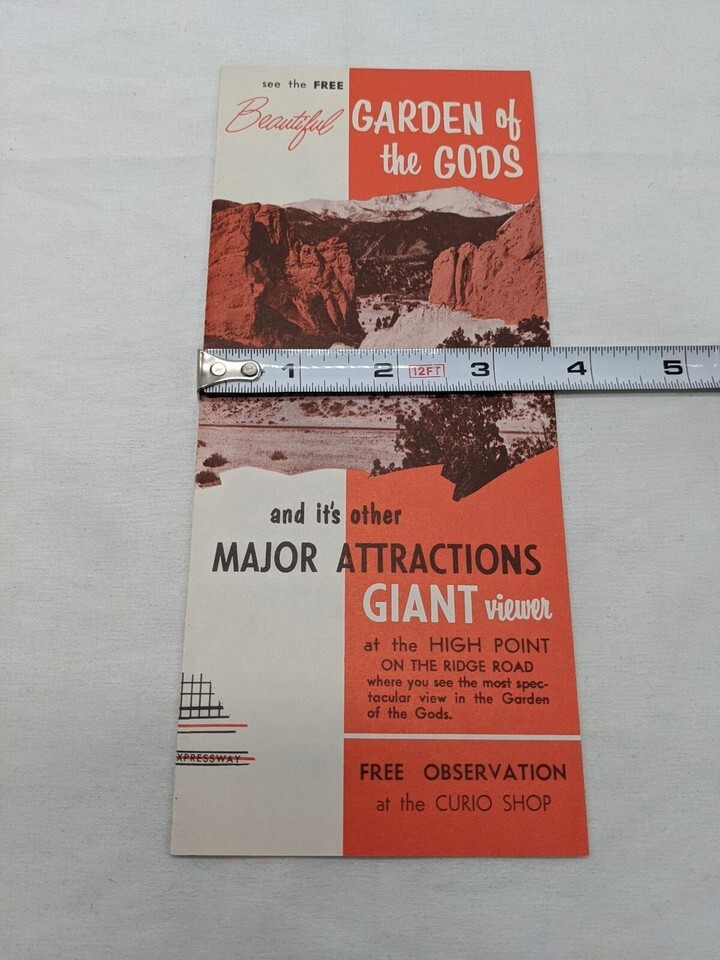 see the FREE
Beautiful GARDEN of
the GODS
1 2 12FT 3 4 5
and it's other
MAJOR ATTRACTIONS
GIANT viewer
at the HIGH POINT
ON THE RIDGE ROAD
where you see the most spec-
tacular view in the Garden
of the Gods.
XPRESSWAY
FREE OBSERVATION
at the CURIO SHOP